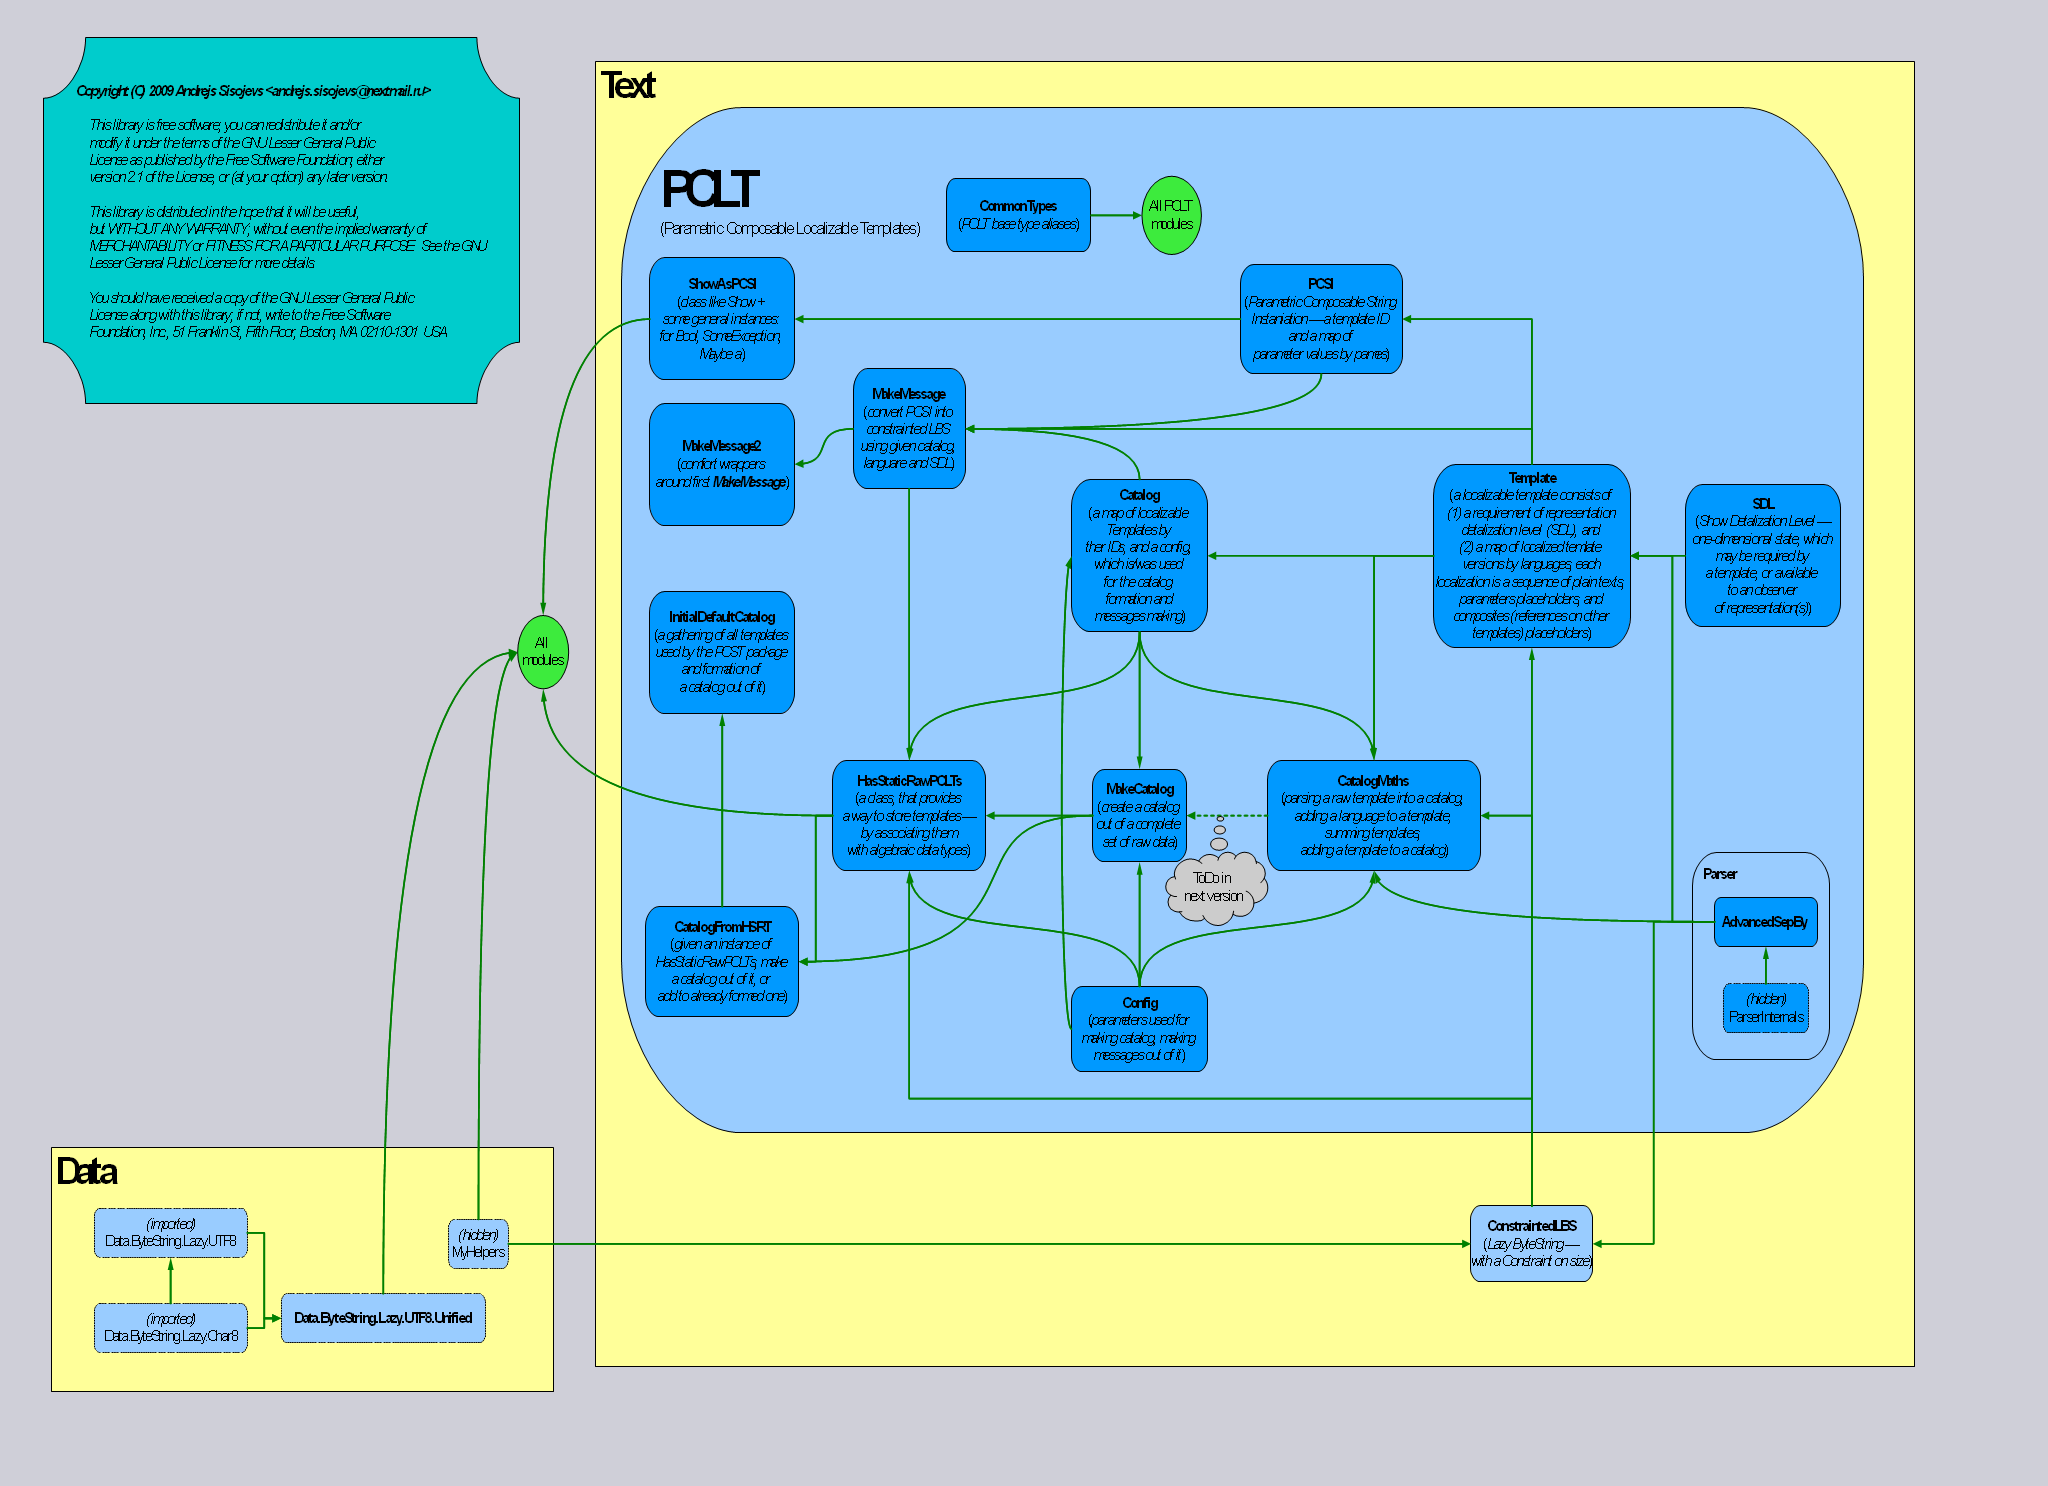 Copyright (C) 2009 Andrejs Sisojevs <andrejs.sisojevs@nextmail.ru>
This library is free software; you can redistribute it and/or
modify it under the terms of the GNU Lesser General Public
License as published by the Free Software Foundation; either
version 2.1 of the License, or (at your option) any later version.
This library is distributed in the hope that it will be useful,
but WITHOUT ANY WARRANTY; without even the implied warranty of
MERCHANTABILITY or FITNESS FOR A PARTICULAR PURPOSE. See the GNU
Lesser General Public License for more details.
You should have received a copy of the GNU Lesser General Public
License along with this library; if not, write to the Free Software
Foundation, Inc., 51 Franklin St, Fifth Floor, Boston, MA 02110-1301 USA
Text
PCLT
(Parametric Composable Localizable Templates)
CommonTypes
(PCLT base type aliases)
All PCLT
modules
ShowAsPCSI
(class like Show +
some general instances:
for Bool, SomeException,
Maybe a)
PCSI
(Parametric Composable String
Instaniation — a template ID
and a map of
parameter values by pames)
MakeMessage
(convert PCSI into
constrainted LBS
using given catalog,
languare and SDL)
MakeMessage2
(comfort wrappers
around first MakeMessage)
Catalog
(a map of localizable
Templates by
ther IDs, and a config,
which is/was used
for the catalog
formation and
messages making)
Template
(a localizable template consists of
(1) a requirement of representation
detalization level (SDL), and
(2) a map of localized temlate
versions by languages, each
localization is a sequence of plain texts,
parameters placeholders, and
composites (references on other
templates) placeholders)
SDL
(Show Detalization Level —
one-dimensional state, which
may be required by
a template, or available
to an observer
of representation(s))
InitialDefaultCatalog
(a gathering of all templates
used by the PCST package
and formation of
a catalog out of it)
All
modules
HasStaticRawPCLTs
(a class, that provides
a way to store templates —
by associating them
with algebraic data types)
MakeCatalog
(create a catalog
out of a complete
set of raw data)
CatalogMaths
(parsing a raw template into a catalog,
adding a language to a template,
summing templates,
adding a template to a catalog)
ToDo in
next version
Parser
AdvancedSepBy
(hidden)
ParserInternals
CatalogFromHSRT
(given an instance of
HasStaticRawPCLTs, make
a catalog out of it, or
add to already formed one)
Config
(parameters used for
making catalog, making
messages out of it)
Data
(imported)
Data.ByteString.Lazy.UTF8
(hidden)
MyHelpers
(imported)
Data.ByteString.Lazy.Char8
Data.ByteString.Lazy.UTF8.Unified
ConstraintedLBS
(Lazy ByteString —
with a Constraint on size)